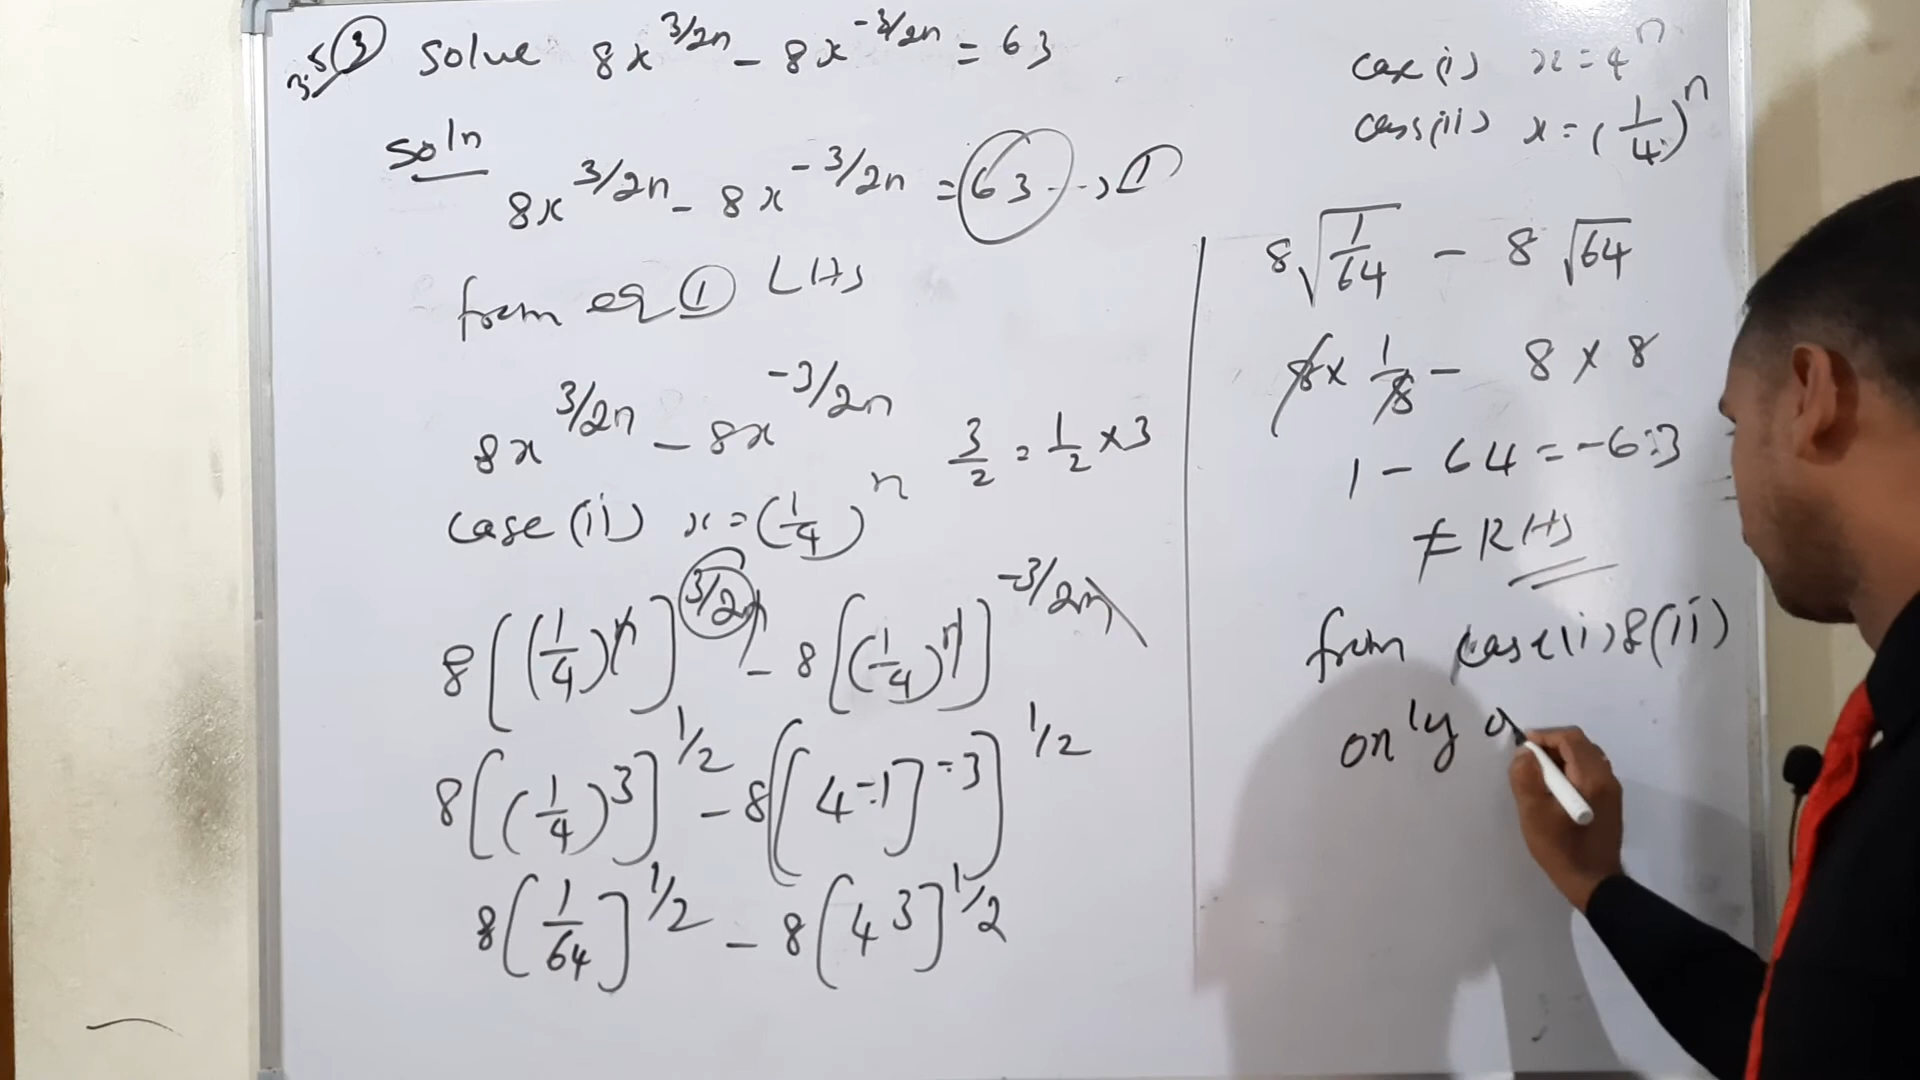 3.5 ③ Solve 8x^3/2n - 8x^-3/2n = 63
Soln
8x^3/2n - 8x^-3/2n = 63 --> ①
from eq ① LHS
8x^3/2n - 8x^-3/2n
3/2 = 1/2 × 3
case (ii) x = (1/4)^n
8[(1/4)^n]^3/2n - 8[(1/4)^n]^-3/2n
8[(1/4)^3]^1/2 - 8[[4^-1]^-3]^1/2
8[1/64]^1/2 - 8[4^3]^1/2
case (i) x = 4^n
case (ii) x = (1/4)^n
8√1/64 - 8√64
8 × 1/8 - 8 × 8
1 - 64 = -63
≠ RHS
from case (i) & (ii)
only